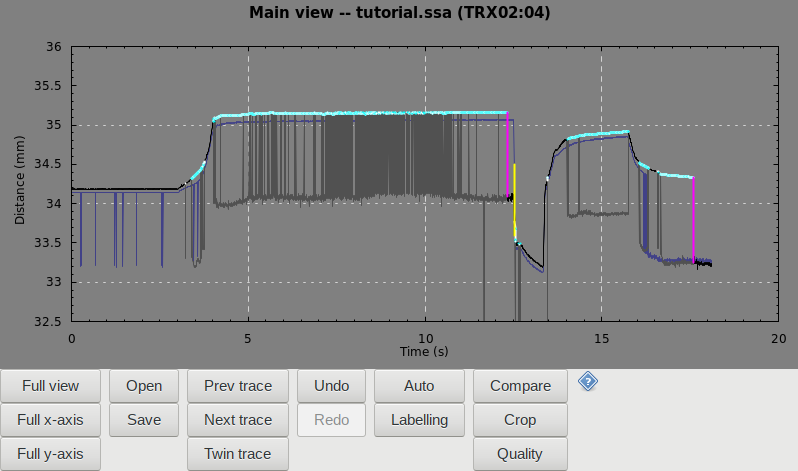 Main view -- tutorial.ssa (TRX02:04)
36
35.5
35
34.5
34
33.5
33
32.5
Distance (mm)
0 5 10 15 20
Time (s)
Full view Open Prev trace Undo Auto Compare ?
Full x-axis Save Next trace Redo Labelling Crop
Full y-axis Twin trace Quality